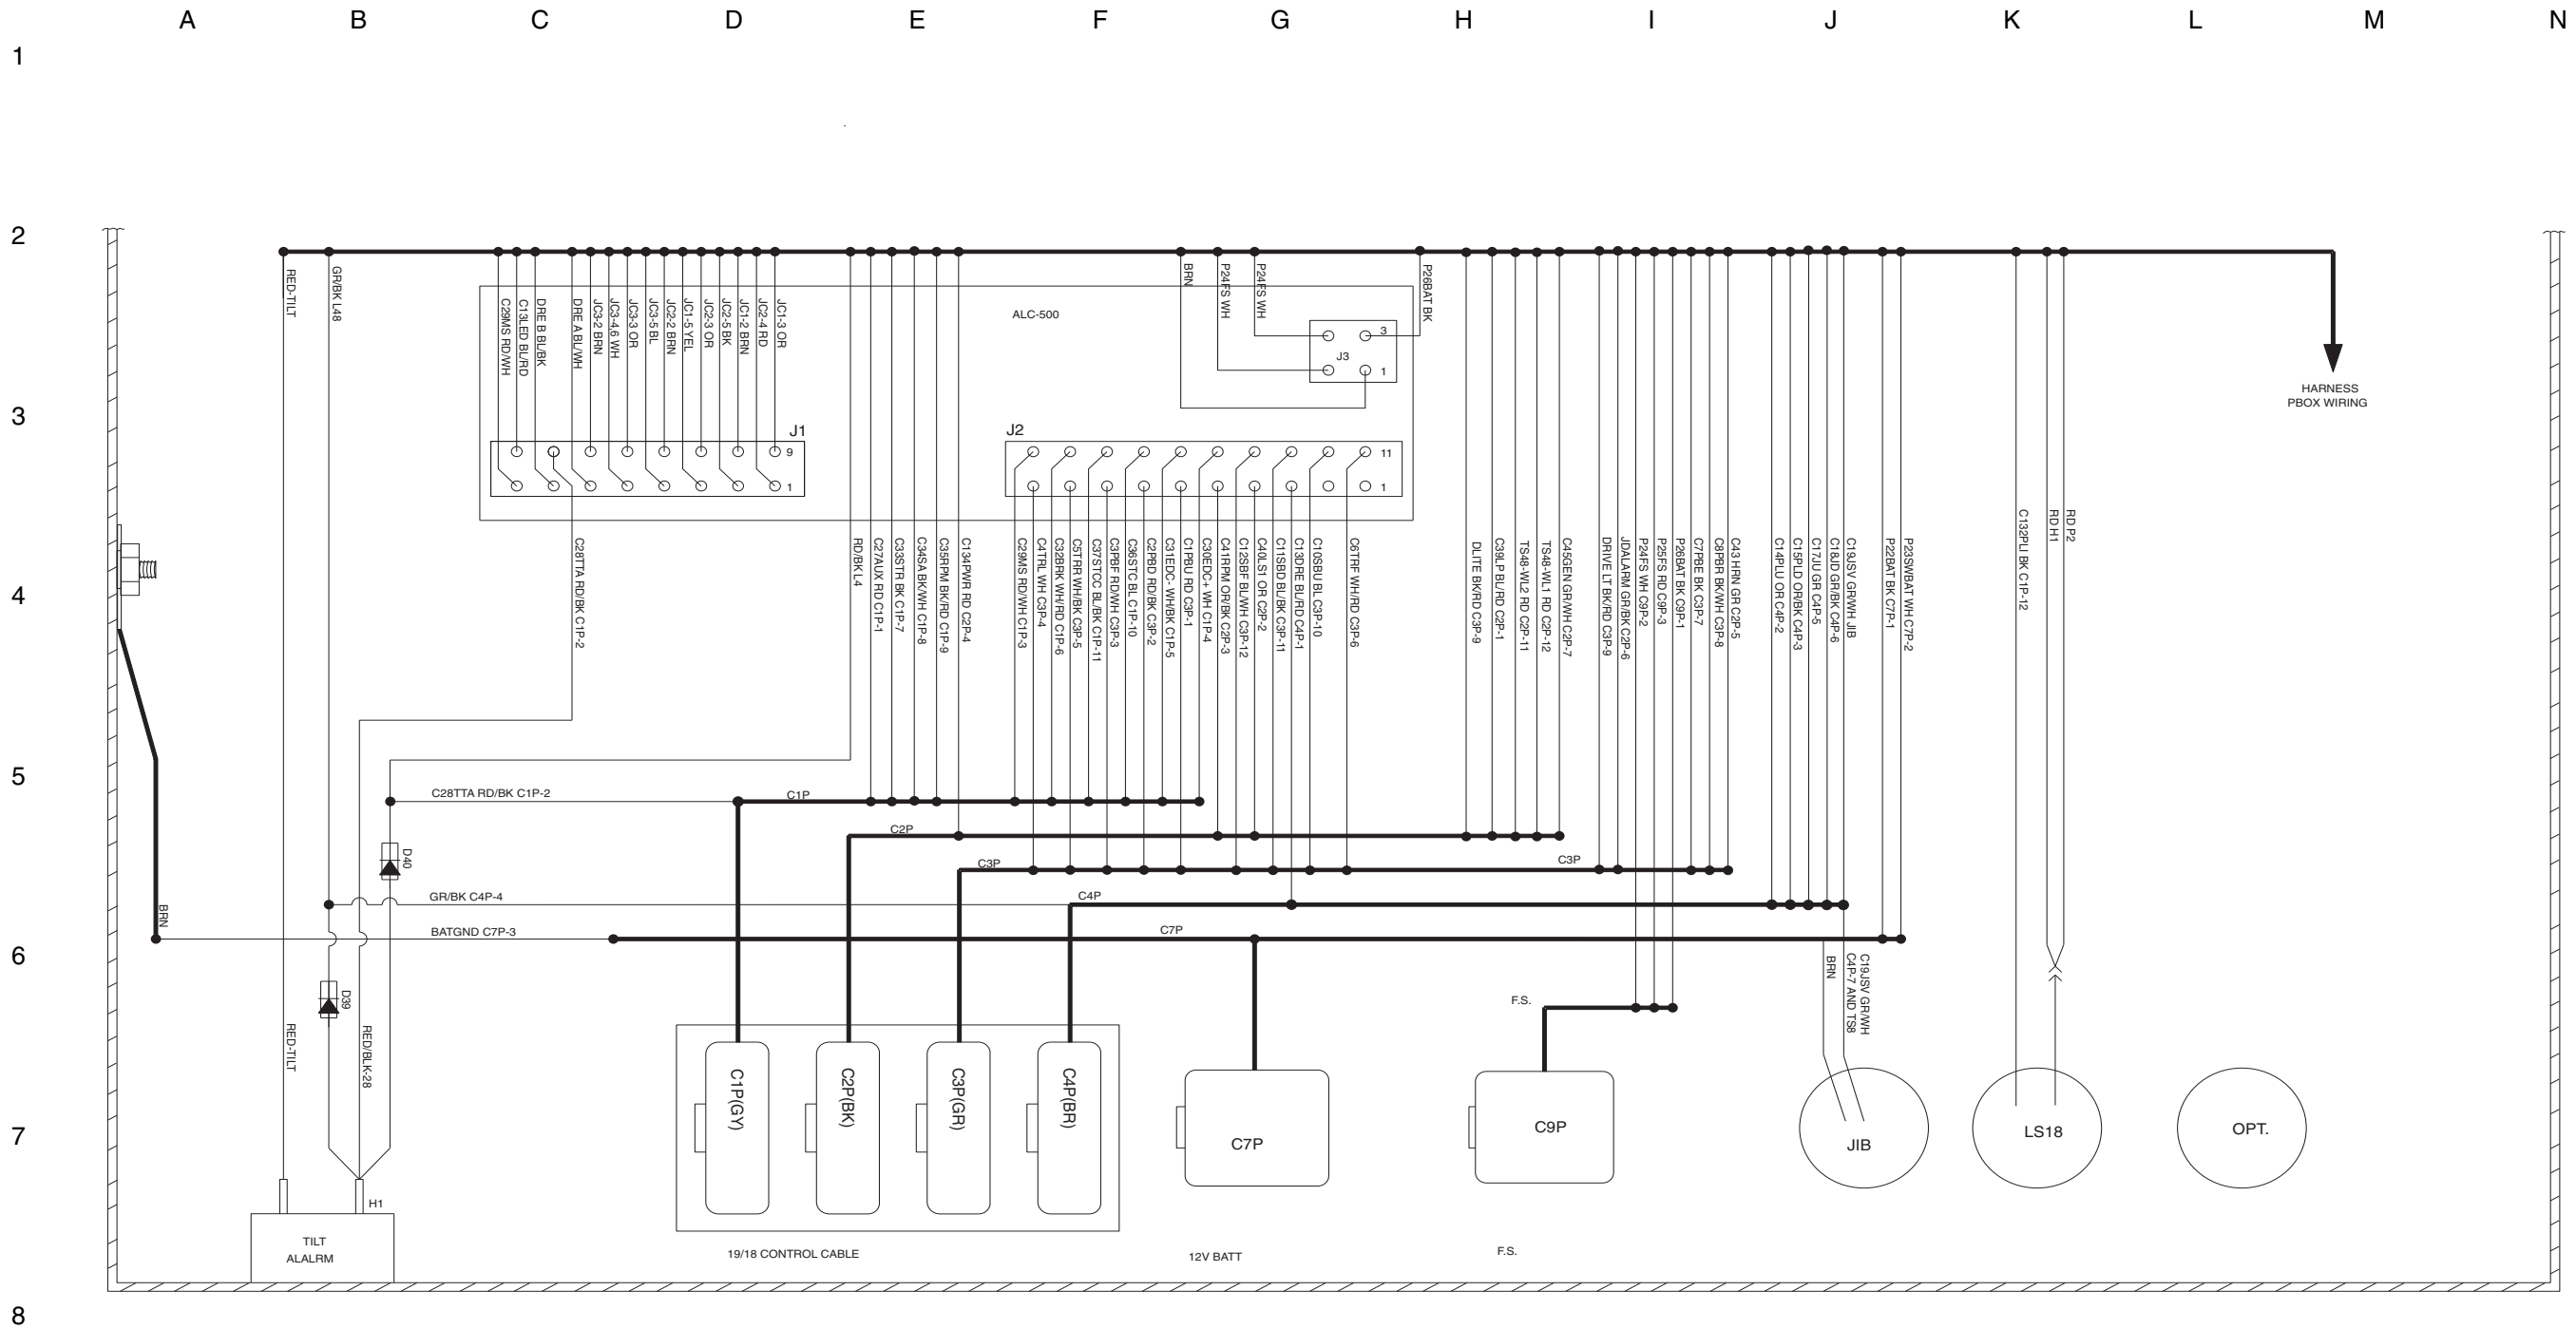 A B C D E F G H I J K L M N
1
2
3
4
5
6
7
8
RED-TILT
GR/BK L48
C29MS RD/WH
C13LED BL/RD
DRE B BL/BK
DRE A BL/WH
JC3-2 BRN
JC3-4,6 WH
JC3-3 OR
JC3-5 BL
JC2-2 BRN
JC1-5 YEL
JC2-3 OR
JC2-5 BK
JC1-2 BRN
JC2-4 RD
JC1-3 OR
ALC-500
BRN
P24FS WH
P24FS WH
P26BAT BK
3
J3
1
HARNESS
PBOX WIRING
J1
9
1
J2
11
1
C28TTA RD/BK C1P-2
RD/BK L4
C27AUX RD C1P-1
C33STR BK C1P-7
C34SA BK/WH C1P-8
C35RPM BK/RD C1P-9
C134PWR RD C2P-4
C29MS RD/WH C1P-3
C4TRL WH C3P-4
C32BRK WH/RD C1P-6
C5TRR WH/BK C3P-5
C37STCC BL/BK C1P-11
C3PBF RD/WH C3P-3
C36STC BL C1P-10
C2PBD RD/BK C3P-2
C31EDC- WH/BK C1P-5
C1PBU RD C3P-1
C30EDC+ WH C1P-4
C41RPM OR/BK C2P-3
C12SBF BL/WH C3P-12
C40LS1 OR C2P-2
C11SBD BL/BK C3P-11
C13DRE BL/RD C4P-1
C10SBU BL C3P-10
C6TRF WH/RD C3P-6
DLITE BK/RD C3P-9
C39LP BL/RD C2P-1
TS48-WL2 RD C2P-11
TS48-WL1 RD C2P-12
C45GEN GR/WH C2P-7
DRIVE LT BK/RD C3P-9
JDALARM GR/BK C2P-6
P24FS WH C9P-2
P25FS RD C9P-3
P26BAT BK C9P-1
C7PBE BK C3P-7
C8PBR BK/WH C3P-8
C43 HRN GR C2P-5
C14PLU OR C4P-2
C15PLD OR/BK C4P-3
C17JU GR C4P-5
C18JD GR/BK C4P-6
C19JSV GR/WH JIB
P22BAT BK C7P-1
P23SWBAT WH C7P-2
C132PLI BK C1P-12
RD H1
RD P2
C28TTA RD/BK C1P-2
C1P
C2P
C3P
C3P
D40
GR/BK C4P-4
C4P
BRN
BATGND C7P-3
C7P
D39
BRN
C19JSV GR/WH
C4P-7 AND TS8
F.S.
RED-TILT
RED/BLK-28
C1P(GY)
C2P(BK)
C3P(GR)
C4P(BR)
C7P
C9P
JIB
LS18
OPT.
H1
TILT
ALALRM
19/18 CONTROL CABLE
12V BATT
F.S.